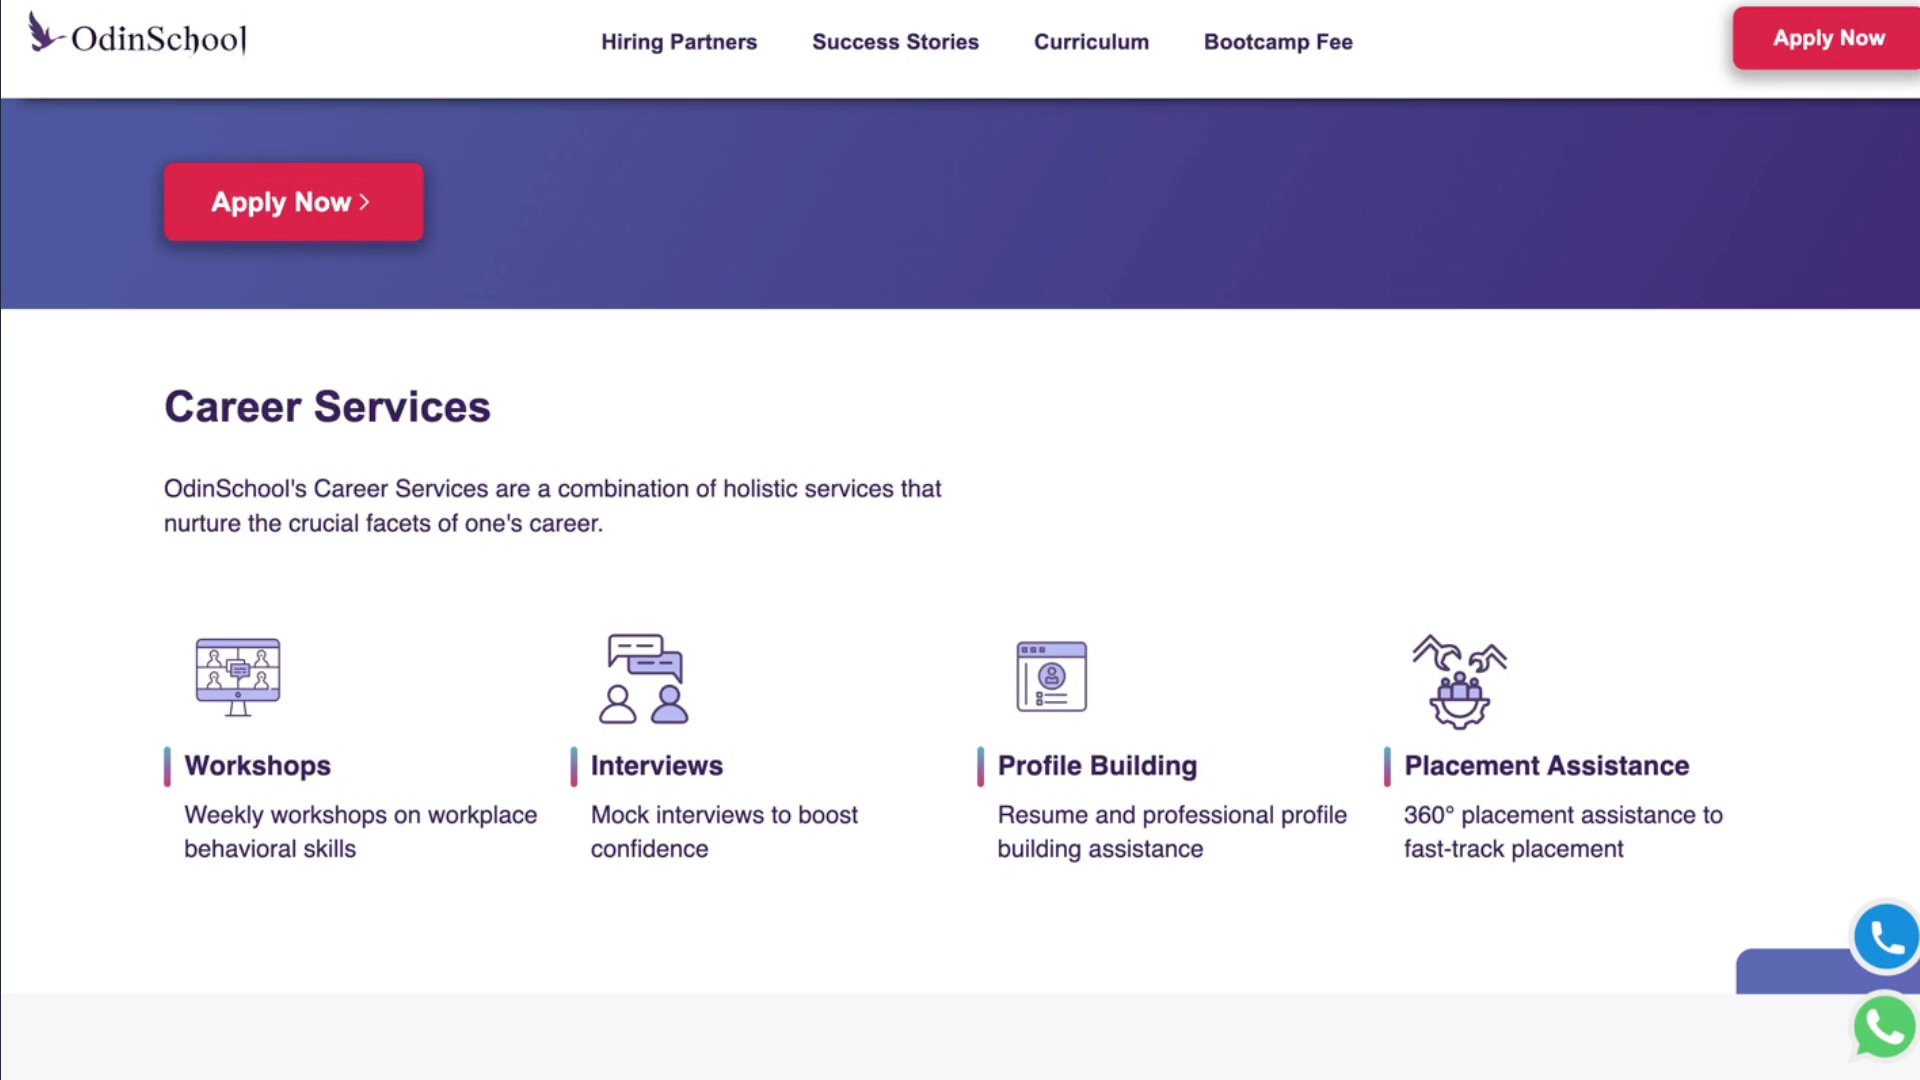 OdinSchool
Hiring Partners
Success Stories
Curriculum
Bootcamp Fee
Apply Now
Apply Now
Career Services
OdinSchool's Career Services are a combination of holistic services that
nurture the crucial facets of one's career.
Workshops
Weekly workshops on workplace
behavioral skills
Interviews
Mock interviews to boost
confidence
Profile Building
Resume and professional profile
building assistance
Placement Assistance
360° placement assistance to
fast-track placement